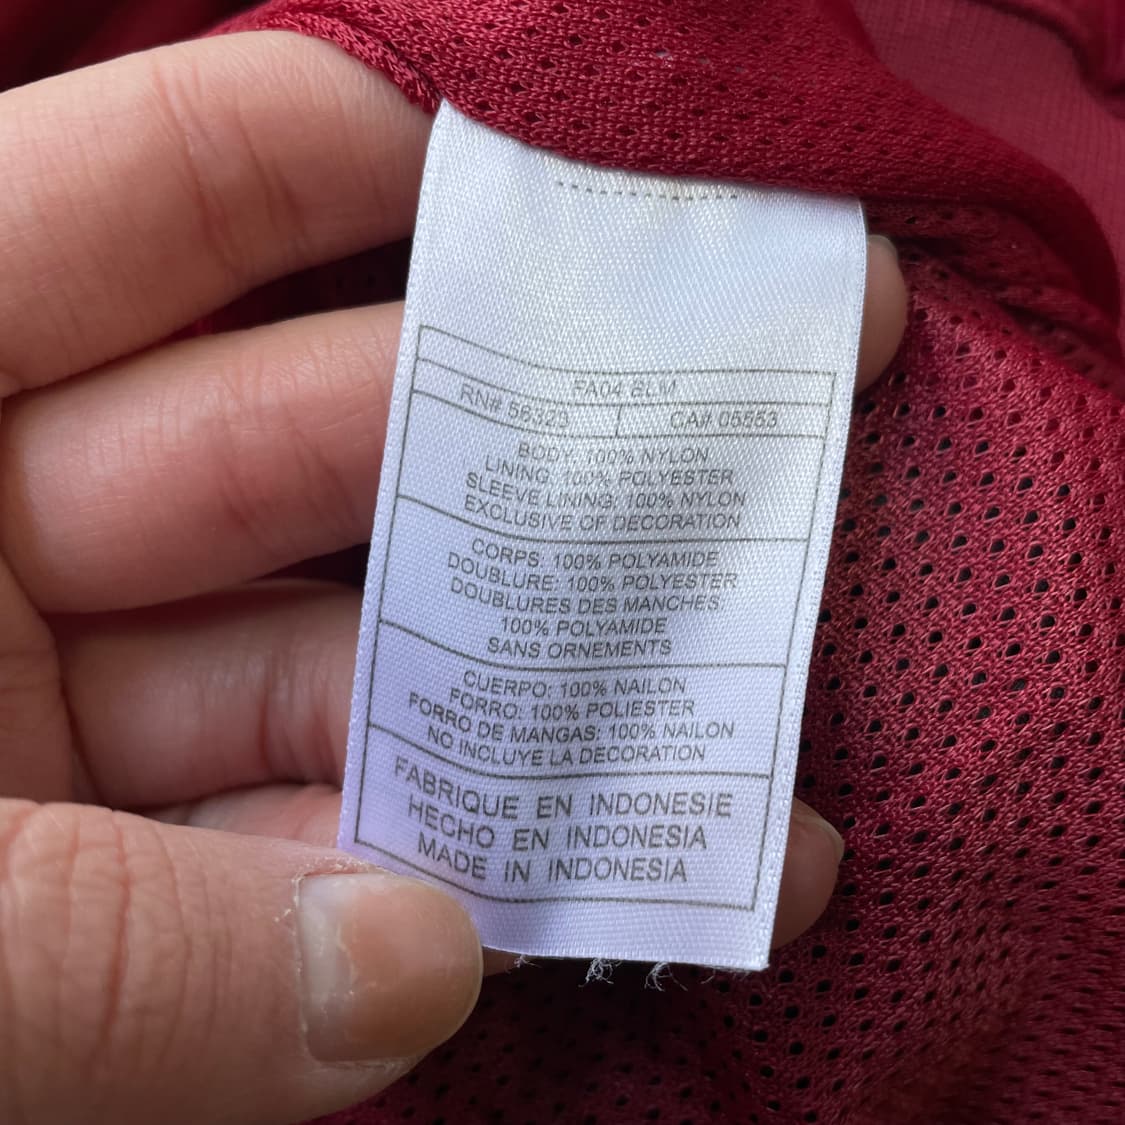 FA04 BLM
RN# 56323 CA# 05553
BODY: 100% NYLON
LINING: 100% POLYESTER
SLEEVE LINING: 100% NYLON
EXCLUSIVE OF DECORATION
CORPS: 100% POLYAMIDE
DOUBLURE: 100% POLYESTER
DOUBLURES DES MANCHES:
100% POLYAMIDE
SANS ORNEMENTS
CUERPO: 100% NAILON
FORRO: 100% POLIESTER
FORRO DE MANGAS: 100% NAILON
NO INCLUYE LA DECORATION
FABRIQUE EN INDONESIE
HECHO EN INDONESIA
MADE IN INDONESIA